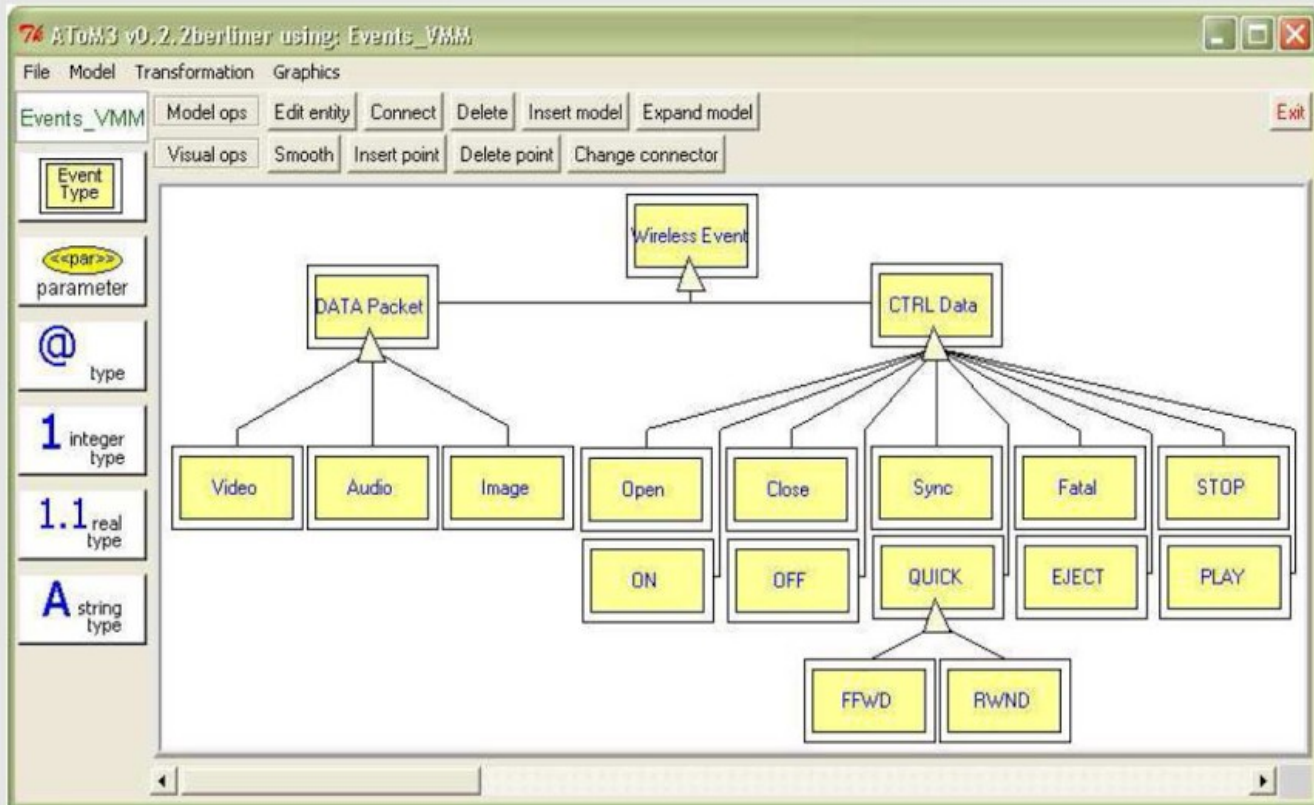 AToM3 v0.2.2berliner using: Events_VMM
File Model Transformation Graphics
Events_VMM
Model ops Edit entity Connect Delete Insert model Expand model Exit
Visual ops Smooth Insert point Delete point Change connector
Event
Type
<<par>>
parameter
@ type
1 integer
type
1.1 real
type
A string
type
Wireless Event
DATA Packet CTRL Data
Video Audio Image Open Close Sync Fatal STOP
ON OFF QUICK EJECT PLAY
FFWD RWND